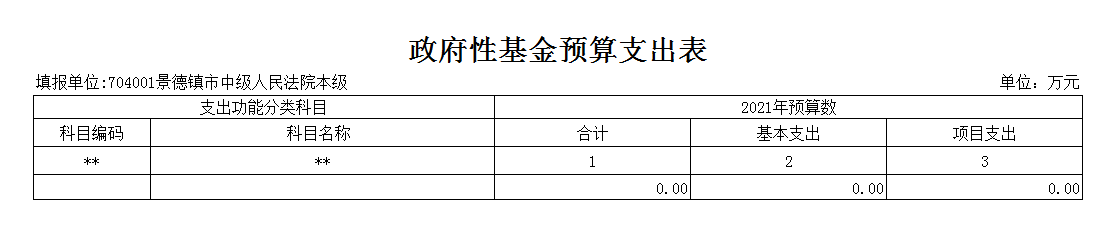 政府性基金预算支出表
填报单位:704001景德镇市中级人民法院本级 单位：万元
支出功能分类科目 2021年预算数
科目编码 科目名称 合计 基本支出 项目支出
** ** 1 2 3
0.00 0.00 0.00